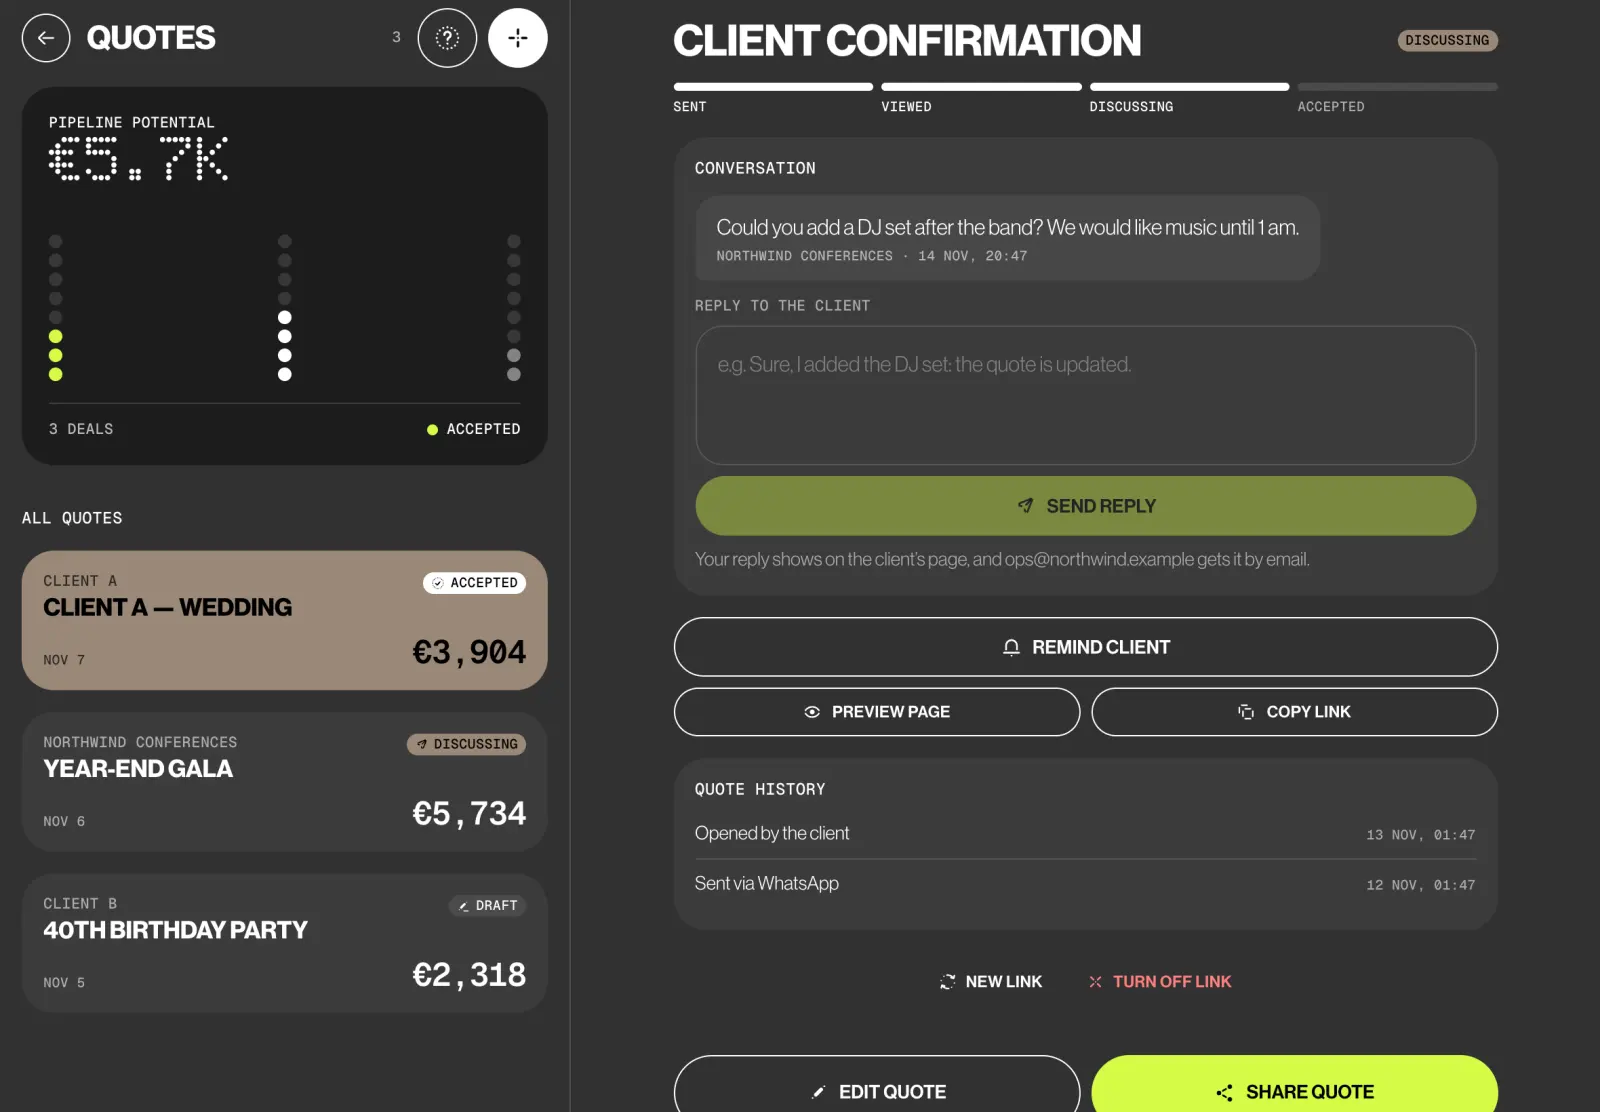 QUOTES
3
PIPELINE POTENTIAL
€5.7K
3 DEALS
ACCEPTED
ALL QUOTES
CLIENT A
ACCEPTED
CLIENT A — WEDDING
NOV 7
€3,904
NORTHWIND CONFERENCES
DISCUSSING
YEAR-END GALA
NOV 6
€5,734
CLIENT B
DRAFT
40TH BIRTHDAY PARTY
NOV 5
€2,318
CLIENT CONFIRMATION
DISCUSSING
SENT
VIEWED
DISCUSSING
ACCEPTED
CONVERSATION
Could you add a DJ set after the band? We would like music until 1 am.
NORTHWIND CONFERENCES · 14 NOV, 20:47
REPLY TO THE CLIENT
e.g. Sure, I added the DJ set: the quote is updated.
SEND REPLY
Your reply shows on the client's page, and ops@northwind.example gets it by email.
REMIND CLIENT
PREVIEW PAGE
COPY LINK
QUOTE HISTORY
Opened by the client
13 NOV, 01:47
Sent via WhatsApp
12 NOV, 01:47
NEW LINK
TURN OFF LINK
EDIT QUOTE
SHARE QUOTE